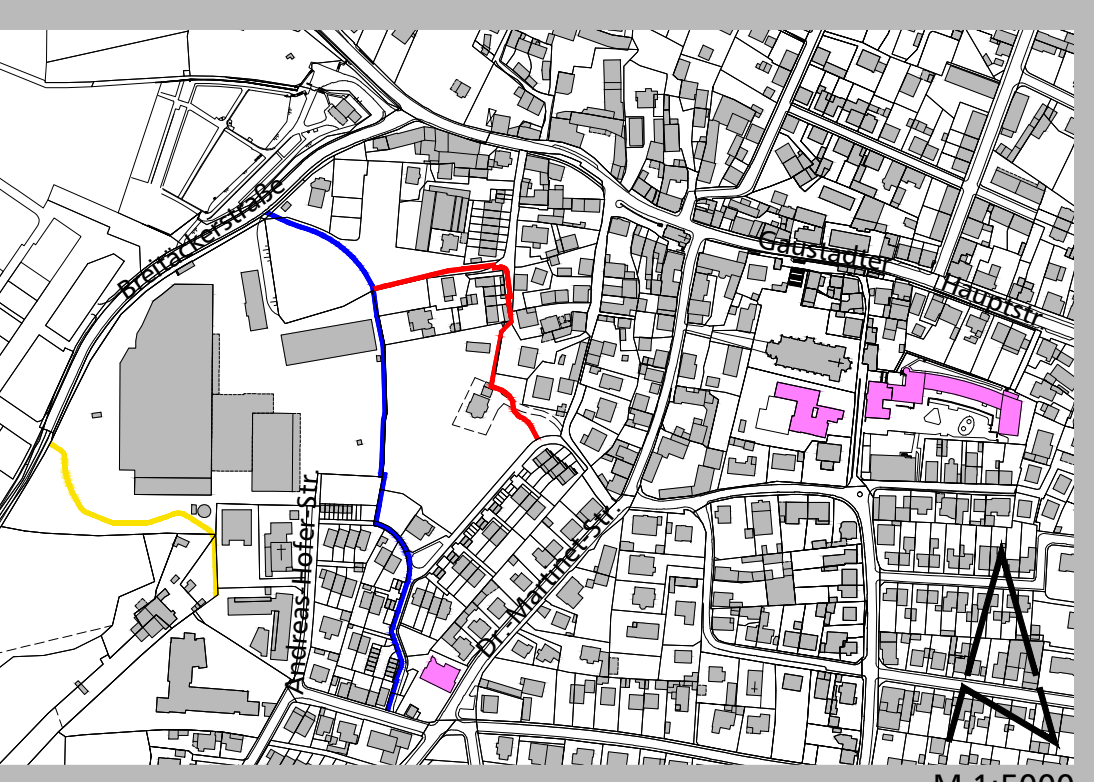 Breitäckerstraße
Gaustadter
Hauptstr.
Andreas-Hofer-Str.
Dr.-Martinet-Str.
M 1:5000